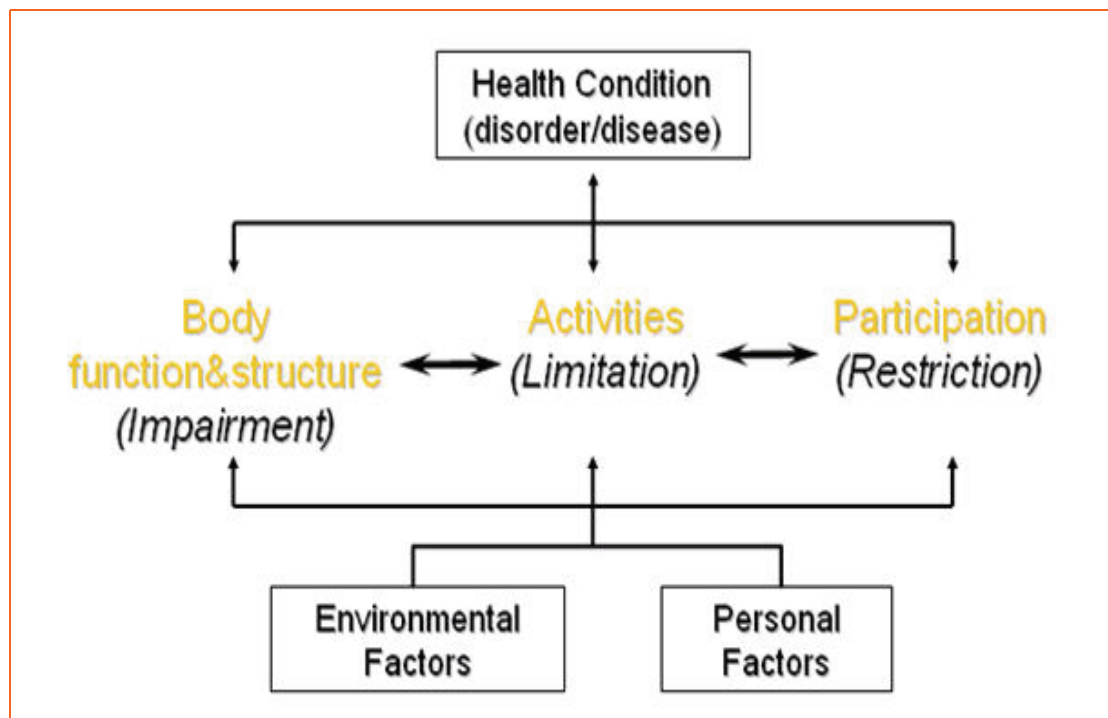 Health Condition
(disorder/disease)
Body
function&structure
(Impairment)
Activities
(Limitation)
Participation
(Restriction)
Environmental
Factors
Personal
Factors